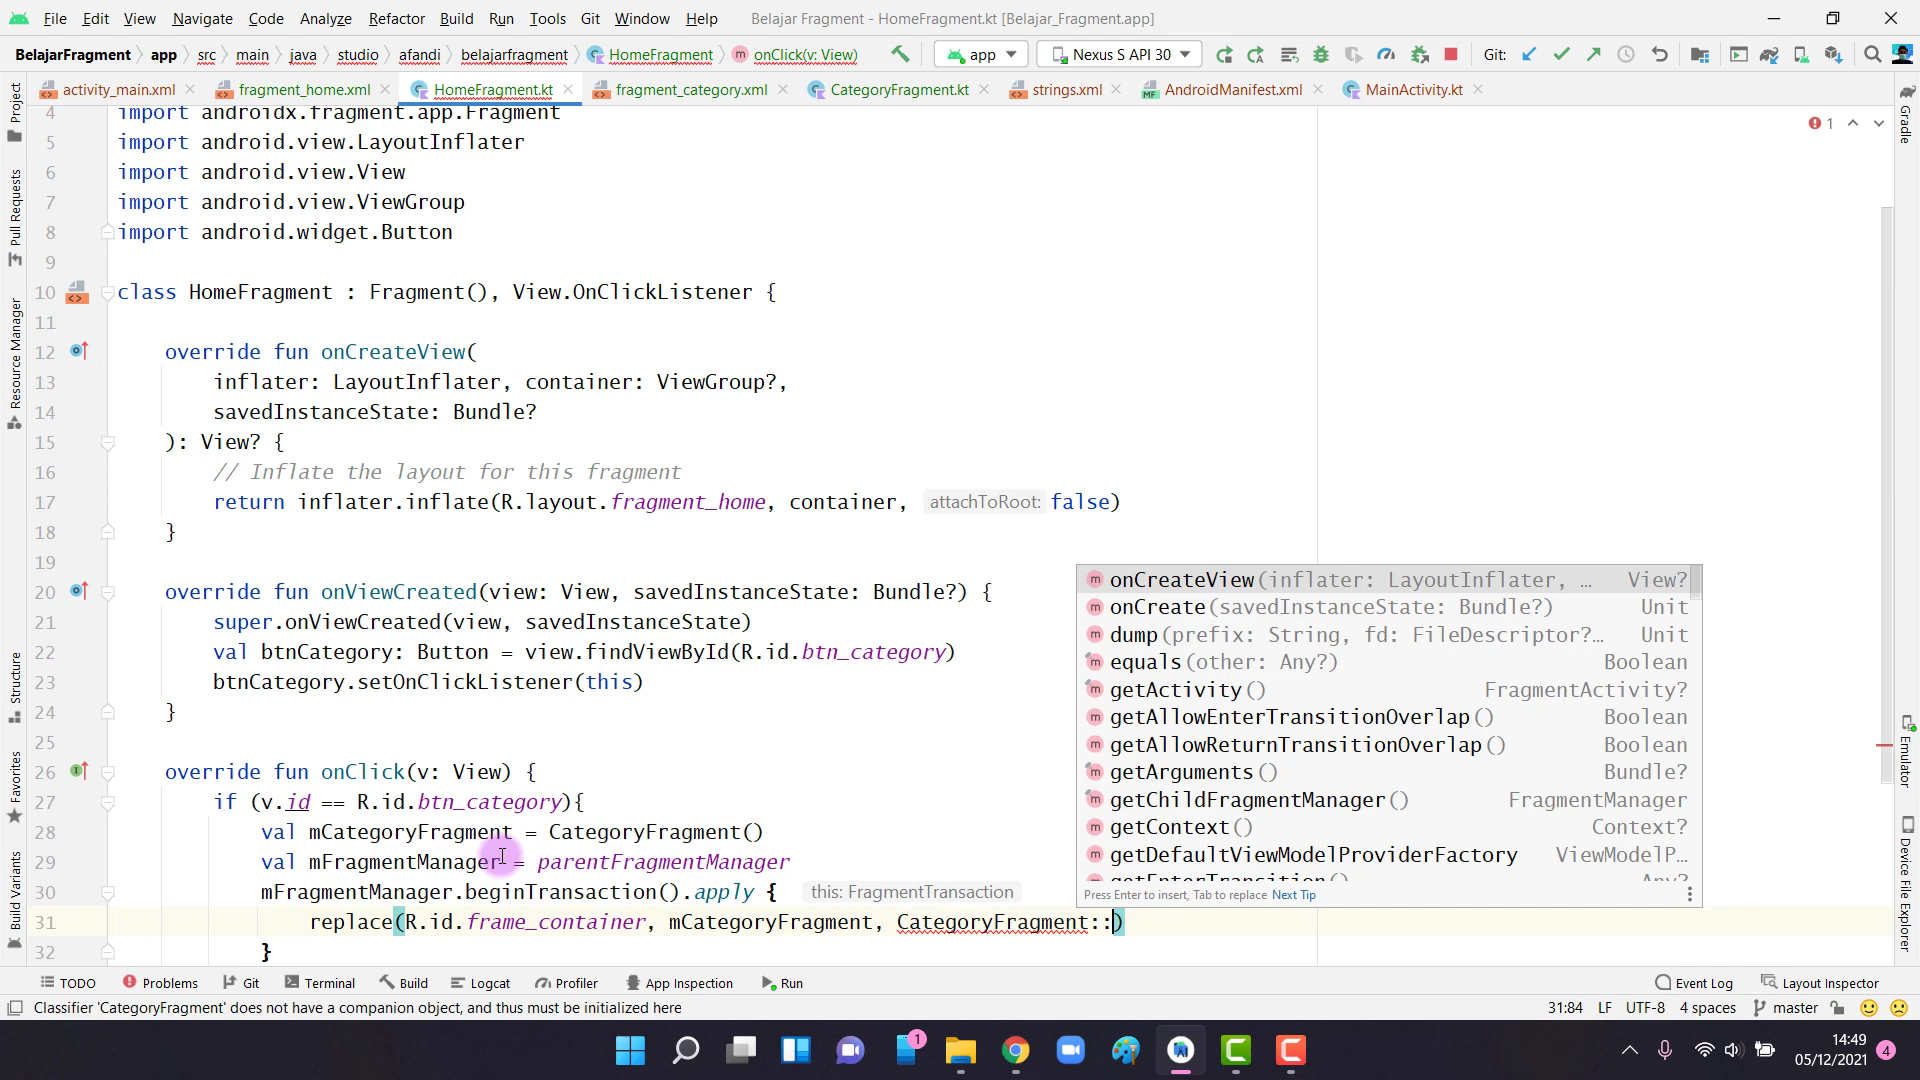 File Edit View Navigate Code Analyze Refactor Build Run Tools Git Window Help Belajar Fragment - HomeFragment.kt [Belajar_Fragment.app]
BelajarFragment app src main java studio afandi belajarfragment HomeFragment onClick(v: View) app Nexus S API 30 Git:
activity_main.xml fragment_home.xml HomeFragment.kt fragment_category.xml CategoryFragment.kt strings.xml AndroidManifest.xml MainActivity.kt
Project
Pull Requests
Resource Manager
Structure
Favorites
Build Variants
Gradle
Emulator
Device File Explorer
1
4 import androidx.fragment.app.Fragment
5 import android.view.LayoutInflater
6 import android.view.View
7 import android.view.ViewGroup
8 import android.widget.Button
9
10 class HomeFragment : Fragment(), View.OnClickListener {
11
12 override fun onCreateView(
13 inflater: LayoutInflater, container: ViewGroup?,
14 savedInstanceState: Bundle?
15 ): View? {
16 // Inflate the layout for this fragment
17 return inflater.inflate(R.layout.fragment_home, container, attachToRoot: false)
18 }
19
20 override fun onViewCreated(view: View, savedInstanceState: Bundle?) {
21 super.onViewCreated(view, savedInstanceState)
22 val btnCategory: Button = view.findViewById(R.id.btn_category)
23 btnCategory.setOnClickListener(this)
24 }
25
26 override fun onClick(v: View) {
27 if (v.id == R.id.btn_category){
28 val mCategoryFragment = CategoryFragment()
29 val mFragmentManager = parentFragmentManager
30 mFragmentManager.beginTransaction().apply { this: FragmentTransaction
31 replace(R.id.frame_container, mCategoryFragment, CategoryFragment::)
32 }
onCreateView(inflater: LayoutInflater, … View?
onCreate(savedInstanceState: Bundle?) Unit
dump(prefix: String, fd: FileDescriptor?… Unit
equals(other: Any?) Boolean
getActivity() FragmentActivity?
getAllowEnterTransitionOverlap() Boolean
getAllowReturnTransitionOverlap() Boolean
getArguments() Bundle?
getChildFragmentManager() FragmentManager
getContext() Context?
getDefaultViewModelProviderFactory ViewModelP…
getEnterTransition() Any?
Press Enter to insert, Tab to replace Next Tip
TODO Problems Git Terminal Build Logcat Profiler App Inspection Run Event Log Layout Inspector
Classifier 'CategoryFragment' does not have a companion object, and thus must be initialized here 31:84 LF UTF-8 4 spaces master
1
14:49
05/12/2021
4